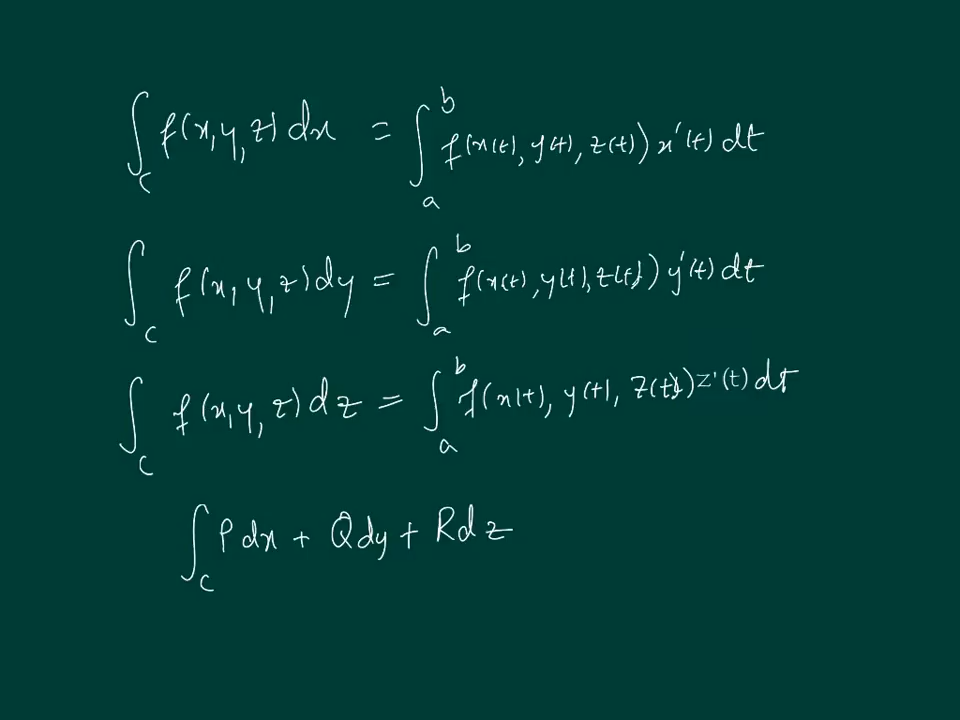 ∫_C f(x,y,z) dx = ∫_a^b f(x(t), y(t), z(t)) x'(t) dt
∫_C f(x,y,z) dy = ∫_a^b f(x(t), y(t), z(t)) y'(t) dt
∫_C f(x,y,z) dz = ∫_a^b f(x(t), y(t), z(t)) z'(t) dt
∫_C P dx + Q dy + R dz